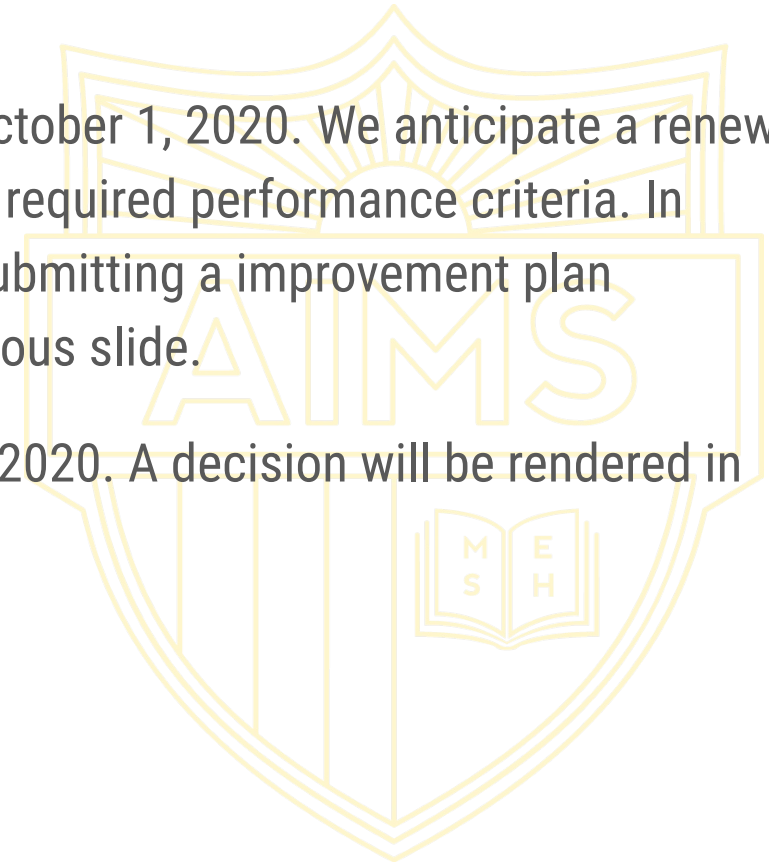 ctober 1, 2020. We anticipate a renew
required performance criteria. In
ubmitting a improvement plan
ous slide.
2020. A decision will be rendered in
AIMS
M E
S H